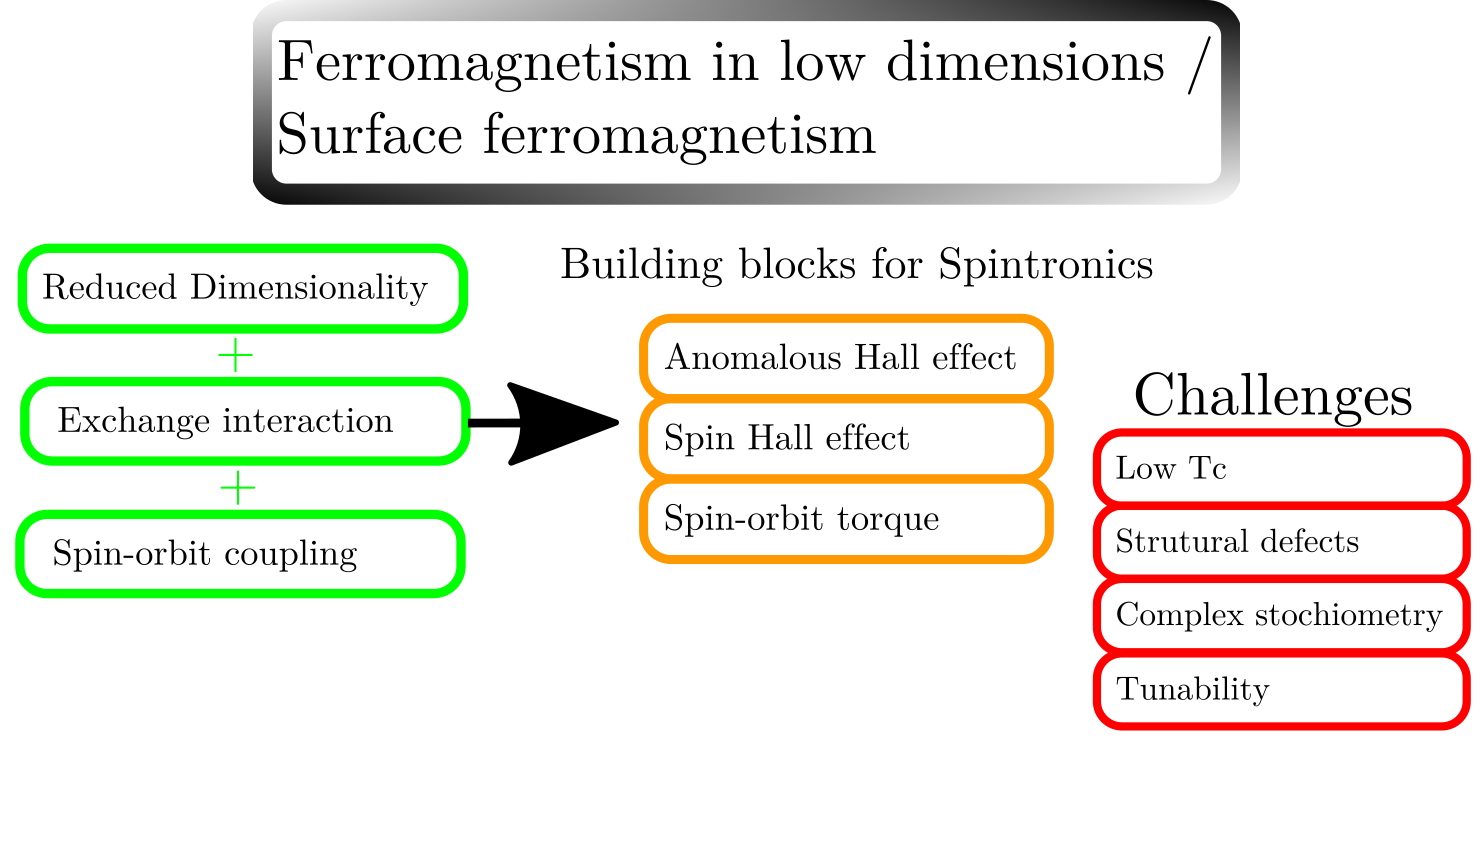 Ferromagnetism in low dimensions /
Surface ferromagnetism
Reduced Dimensionality
+
Exchange interaction
+
Spin-orbit coupling
Building blocks for Spintronics
Anomalous Hall effect
Spin Hall effect
Spin-orbit torque
Challenges
Low Tc
Strutural defects
Complex stochiometry
Tunability